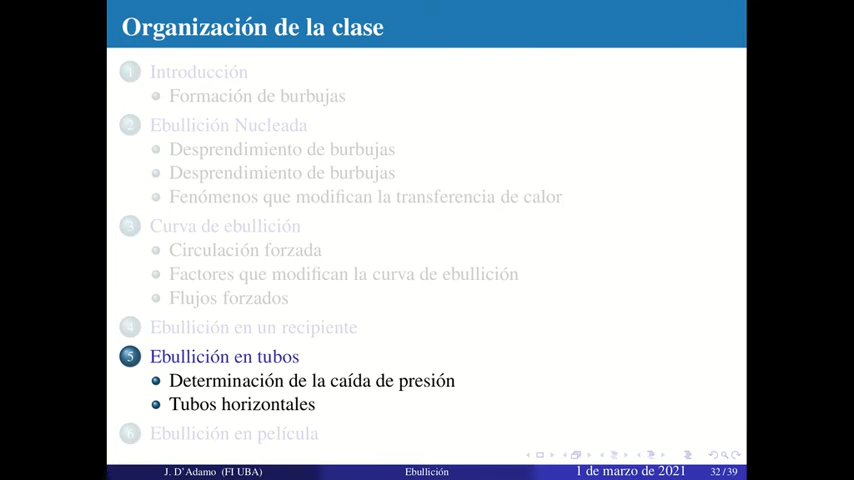 Organización de la clase
1 Introducción
Formación de burbujas
2 Ebullición Nucleada
Desprendimiento de burbujas
Desprendimiento de burbujas
Fenómenos que modifican la transferencia de calor
3 Curva de ebullición
Circulación forzada
Factores que modifican la curva de ebullición
Flujos forzados
4 Ebullición en un recipiente
5 Ebullición en tubos
Determinación de la caída de presión
Tubos horizontales
6 Ebullición en película
J. D'Adamo (FI UBA) Ebullición 1 de marzo de 2021 32 / 39